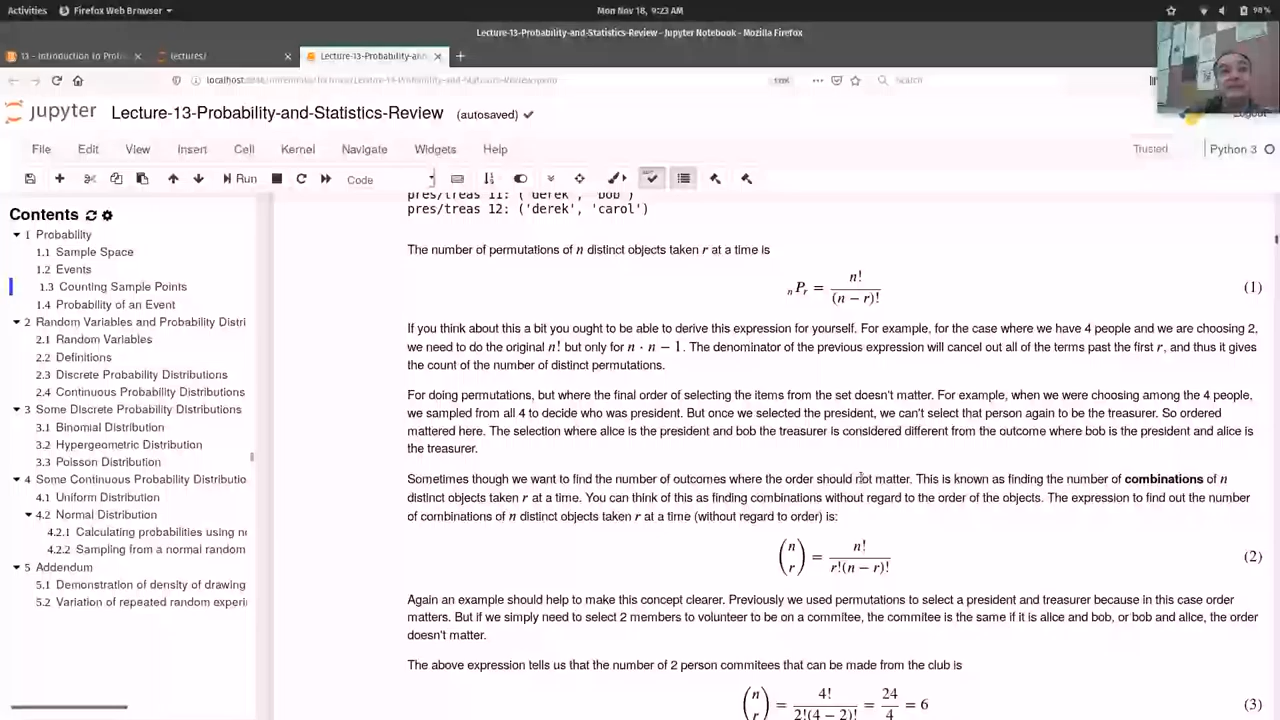 Activities Firefox Web Browser Mon Nov 18, 9:23 AM 98%
Lecture-13-Probability-and-Statistics-Review - Jupyter Notebook - Mozilla Firefox
13 - Introduction to Prob lectures/ Lecture-13-Probability-an
localhost
Search
jupyter Lecture-13-Probability-and-Statistics-Review (autosaved) Logout
File Edit View Insert Cell Kernel Navigate Widgets Help Trusted Python 3
Run Code
Contents
1 Probability
1.1 Sample Space
1.2 Events
1.3 Counting Sample Points
1.4 Probability of an Event
2 Random Variables and Probability Distri
2.1 Random Variables
2.2 Definitions
2.3 Discrete Probability Distributions
2.4 Continuous Probability Distributions
3 Some Discrete Probability Distributions
3.1 Binomial Distribution
3.2 Hypergeometric Distribution
3.3 Poisson Distribution
4 Some Continuous Probability Distributio
4.1 Uniform Distribution
4.2 Normal Distribution
4.2.1 Calculating probabilities using no
4.2.2 Sampling from a normal random
5 Addendum
5.1 Demonstration of density of drawing
5.2 Variation of repeated random experi
pres/treas 11: ('derek', 'bob')
pres/treas 12: ('derek', 'carol')
The number of permutations of n distinct objects taken r at a time is
nPr = n! / (n − r)! (1)
If you think about this a bit you ought to be able to derive this expression for yourself. For example, for the case where we have 4 people and we are choosing 2,
we need to do the original n! but only for n · n − 1. The denominator of the previous expression will cancel out all of the terms past the first r, and thus it gives
the count of the number of distinct permutations.
For doing permutations, but where the final order of selecting the items from the set doesn't matter. For example, when we were choosing among the 4 people,
we sampled from all 4 to decide who was president. But once we selected the president, we can't select that person again to be the treasurer. So ordered
mattered here. The selection where alice is the president and bob the treasurer is considered different from the outcome where bob is the president and alice is
the treasurer.
Sometimes though we want to find the number of outcomes where the order should not matter. This is known as finding the number of combinations of n
distinct objects taken r at a time. You can think of this as finding combinations without regard to the order of the objects. The expression to find out the number
of combinations of n distinct objects taken r at a time (without regard to order) is:
(n r) = n! / r!(n − r)! (2)
Again an example should help to make this concept clearer. Previously we used permutations to select a president and treasurer because in this case order
matters. But if we simply need to select 2 members to volunteer to be on a commitee, the commitee is the same if it is alice and bob, or bob and alice, the order
doesn't matter.
The above expression tells us that the number of 2 person commitees that can be made from the club is
(n r) = 4! / 2!(4 − 2)! = 24 / 4 = 6 (3)